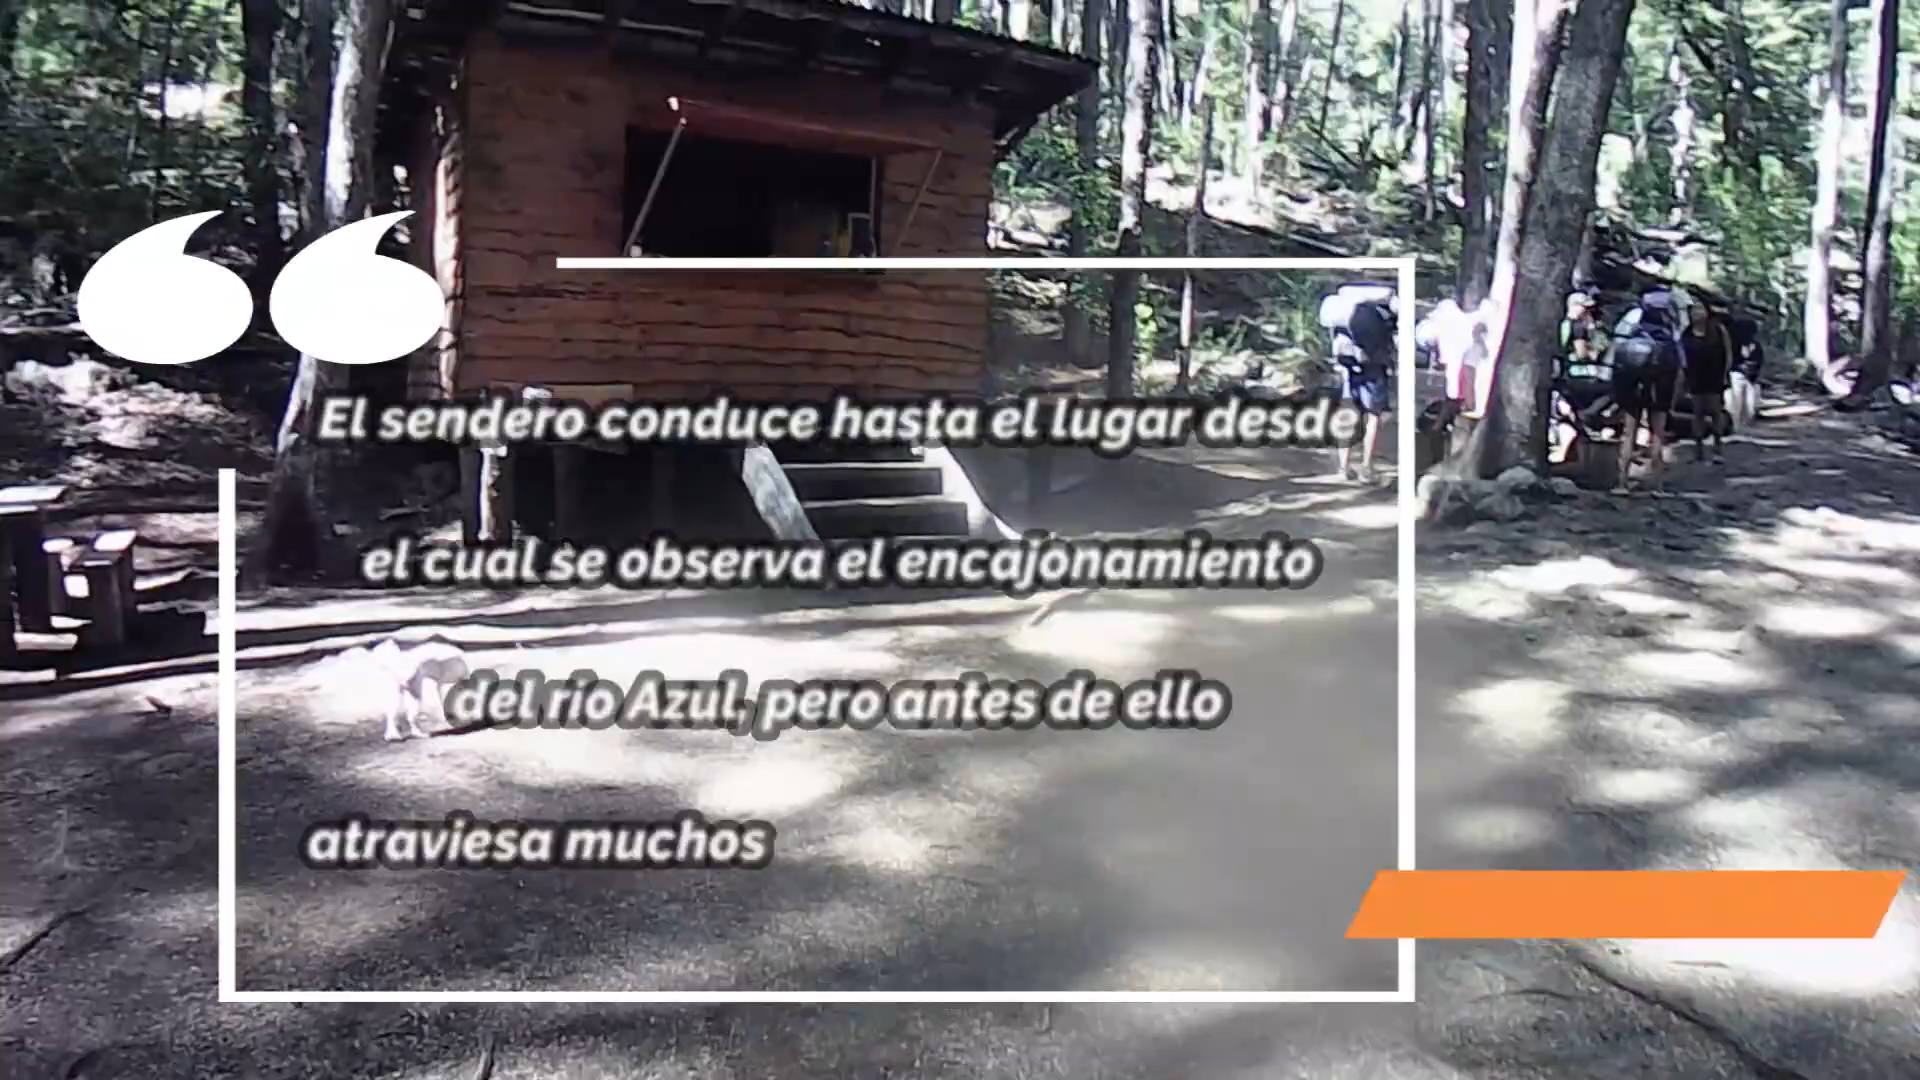 El sendero conduce hasta el lugar desde
el cual se observa el encajonamiento
del río Azul, pero antes de ello
atraviesa muchos